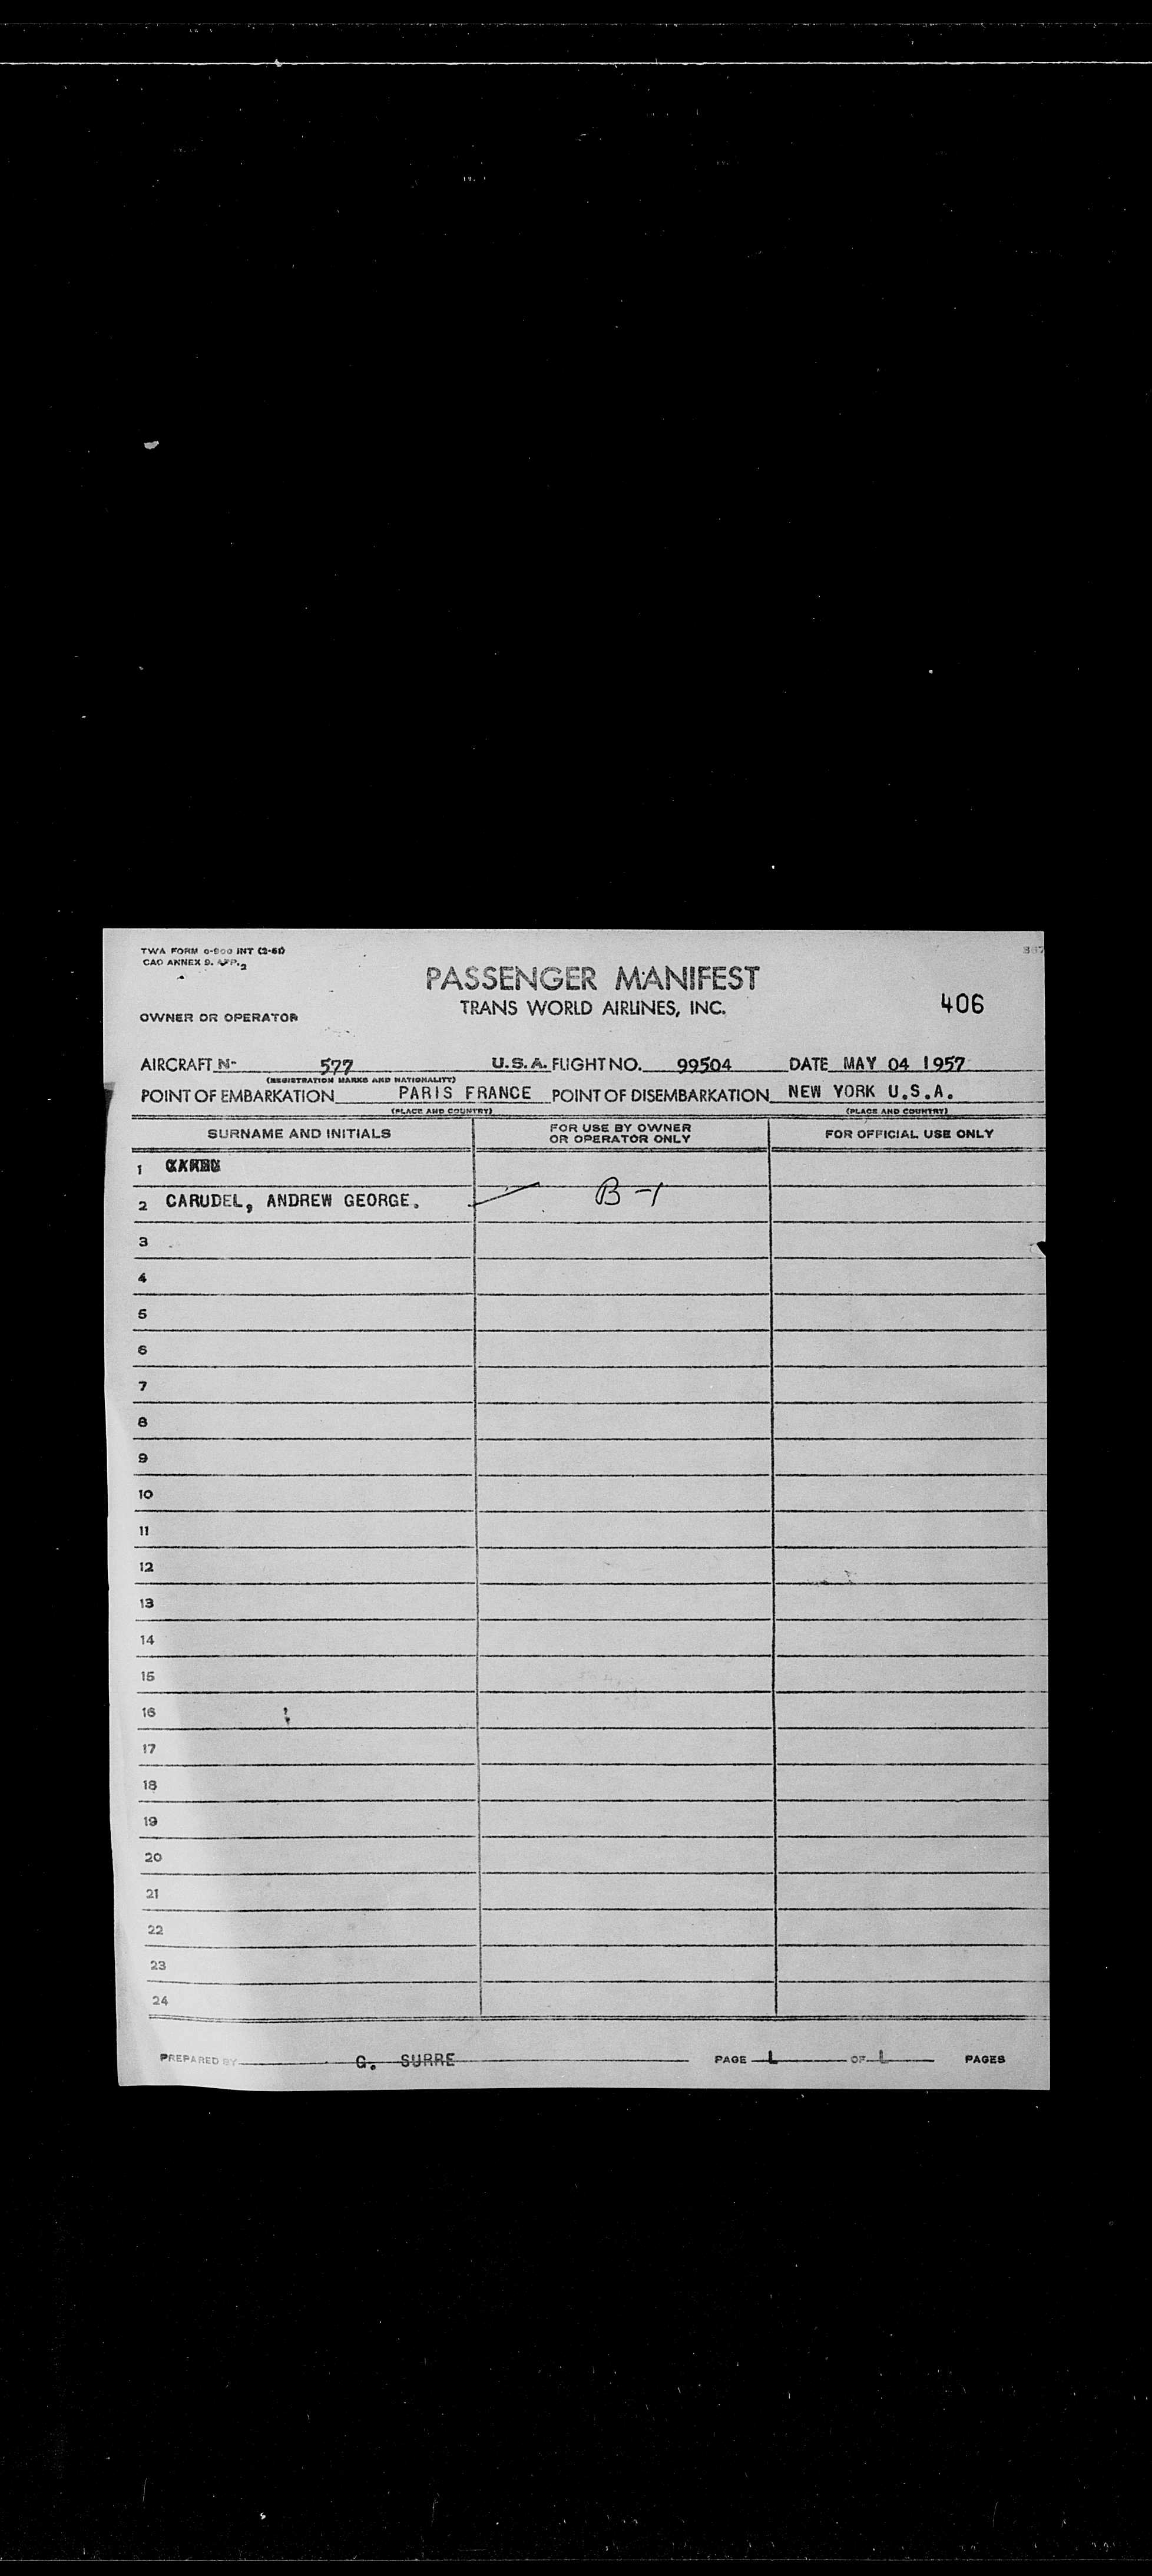 TWA FORM 0-800 INT (2-51)
CAO ANNEX 9. APP. 2
PASSENGER MANIFEST
TRANS WORLD AIRLINES, INC.
406
OWNER OR OPERATOR
AIRCRAFT N- 577 U.S.A. FLIGHT NO. 99504 DATE MAY 04 1957
(REGISTRATION MARKS AND NATIONALITY)
POINT OF EMBARKATION PARIS FRANCE POINT OF DISEMBARKATION NEW YORK U.S.A.
(PLACE AND COUNTRY) (PLACE AND COUNTRY)
SURNAME AND INITIALS FOR USE BY OWNER OR OPERATOR ONLY FOR OFFICIAL USE ONLY
1
2 CARUDEL, ANDREW GEORGE. B-1
3
4
5
6
7
8
9
10
11
12
13
14
15
16
17
18
19
20
21
22
23
24
PREPARED BY G. SURRE PAGE 1 OF 1 PAGES